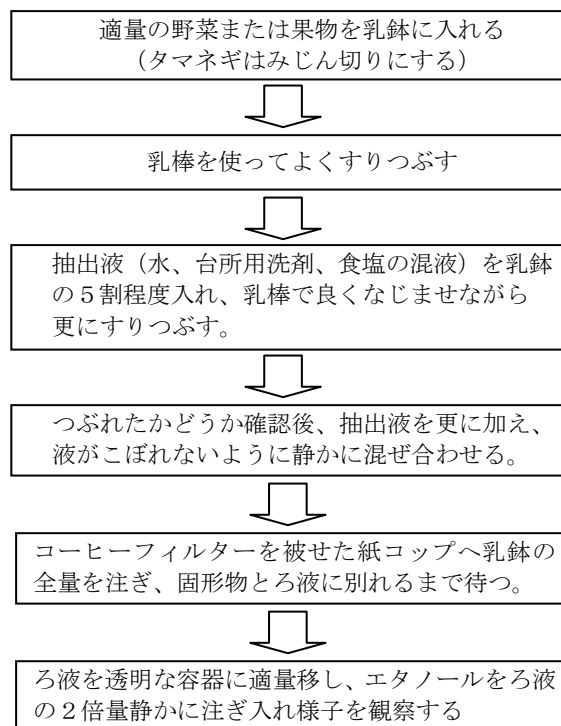 適量の野菜または果物を乳鉢に入れる
（タマネギはみじん切りにする）
乳棒を使ってよくすりつぶす
抽出液（水、台所用洗剤、食塩の混液）を乳鉢
の５割程度入れ、乳棒で良くなじませながら
更にすりつぶす。
つぶれたかどうか確認後、抽出液を更に加え、
液がこぼれないように静かに混ぜ合わせる。
コーヒーフィルターを被せた紙コップへ乳鉢の
全量を注ぎ、固形物とろ液に別れるまで待つ。
ろ液を透明な容器に適量移し、エタノールをろ液
の２倍量静かに注ぎ入れ様子を観察する